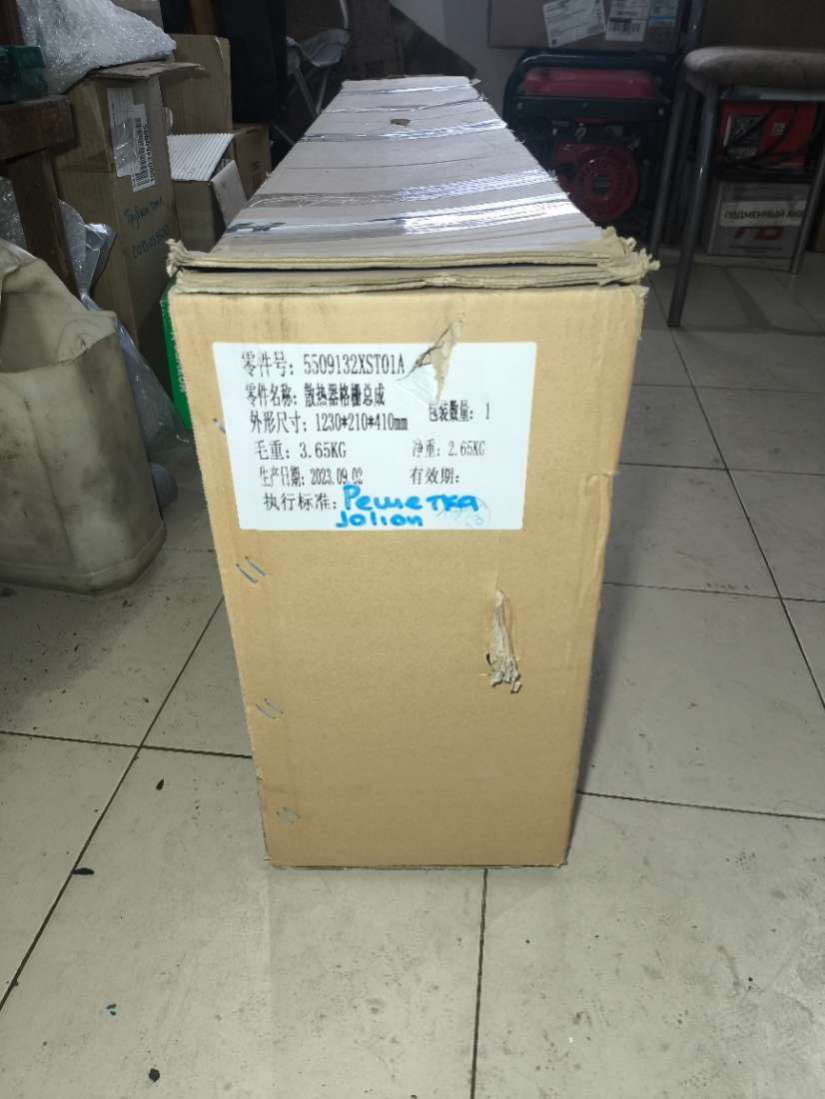 零件号: 5509132XST01A
零件名称: 散热器格栅总成
外形尺寸: 1230*210*410mm 包装数量: 1
毛重: 3.65KG 净重: 2.65KG
生产日期: 2023.09.02 有效期:
执行标准: Решетка
Jolion
ПОДМЕННЫЙ